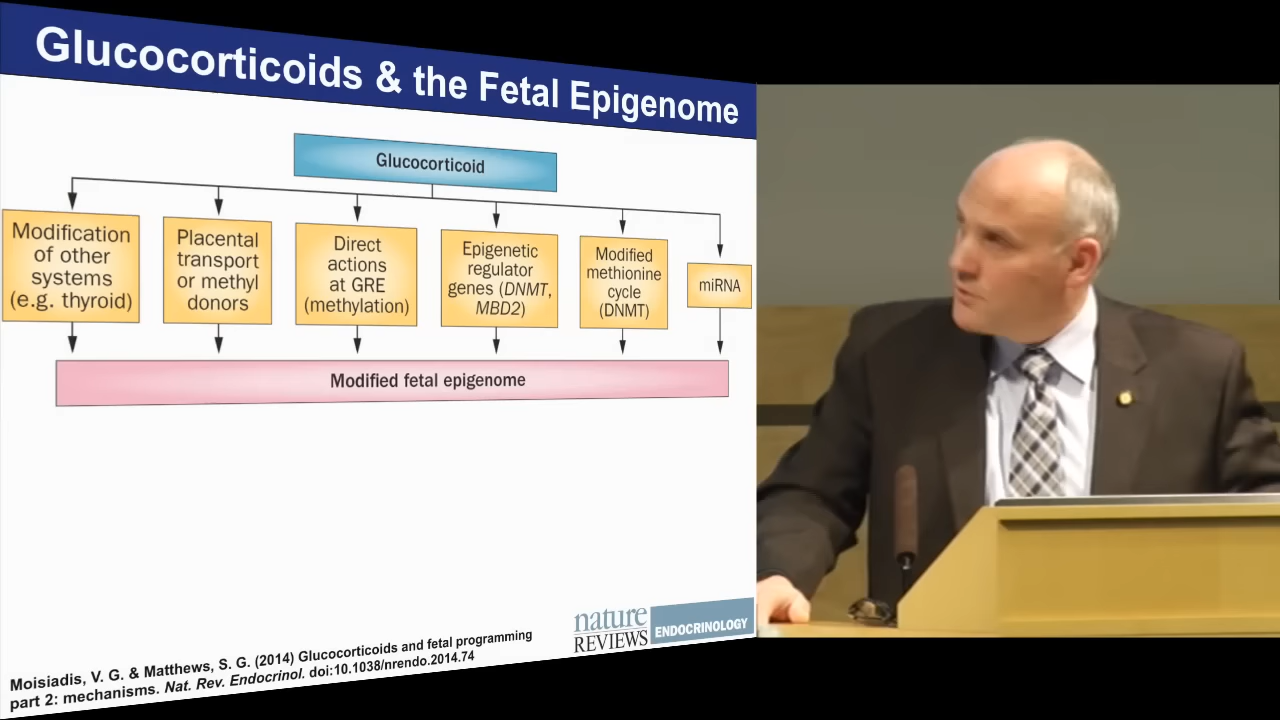 Glucocorticoids & the Fetal Epigenome
Glucocorticoid
Modification
of other
systems
(e.g. thyroid)
Placental
transport
or methyl
donors
Direct
actions
at GRE
(methylation)
Epigenetic
regulator
genes (DNMT,
MBD2)
Modified
methionine
cycle
(DNMT)
miRNA
Modified fetal epigenome
nature
REVIEWS
ENDOCRINOLOGY
Moisiadis, V. G. & Matthews, S. G. (2014) Glucocorticoids and fetal programming
part 2: mechanisms. Nat. Rev. Endocrinol. doi:10.1038/nrendo.2014.74